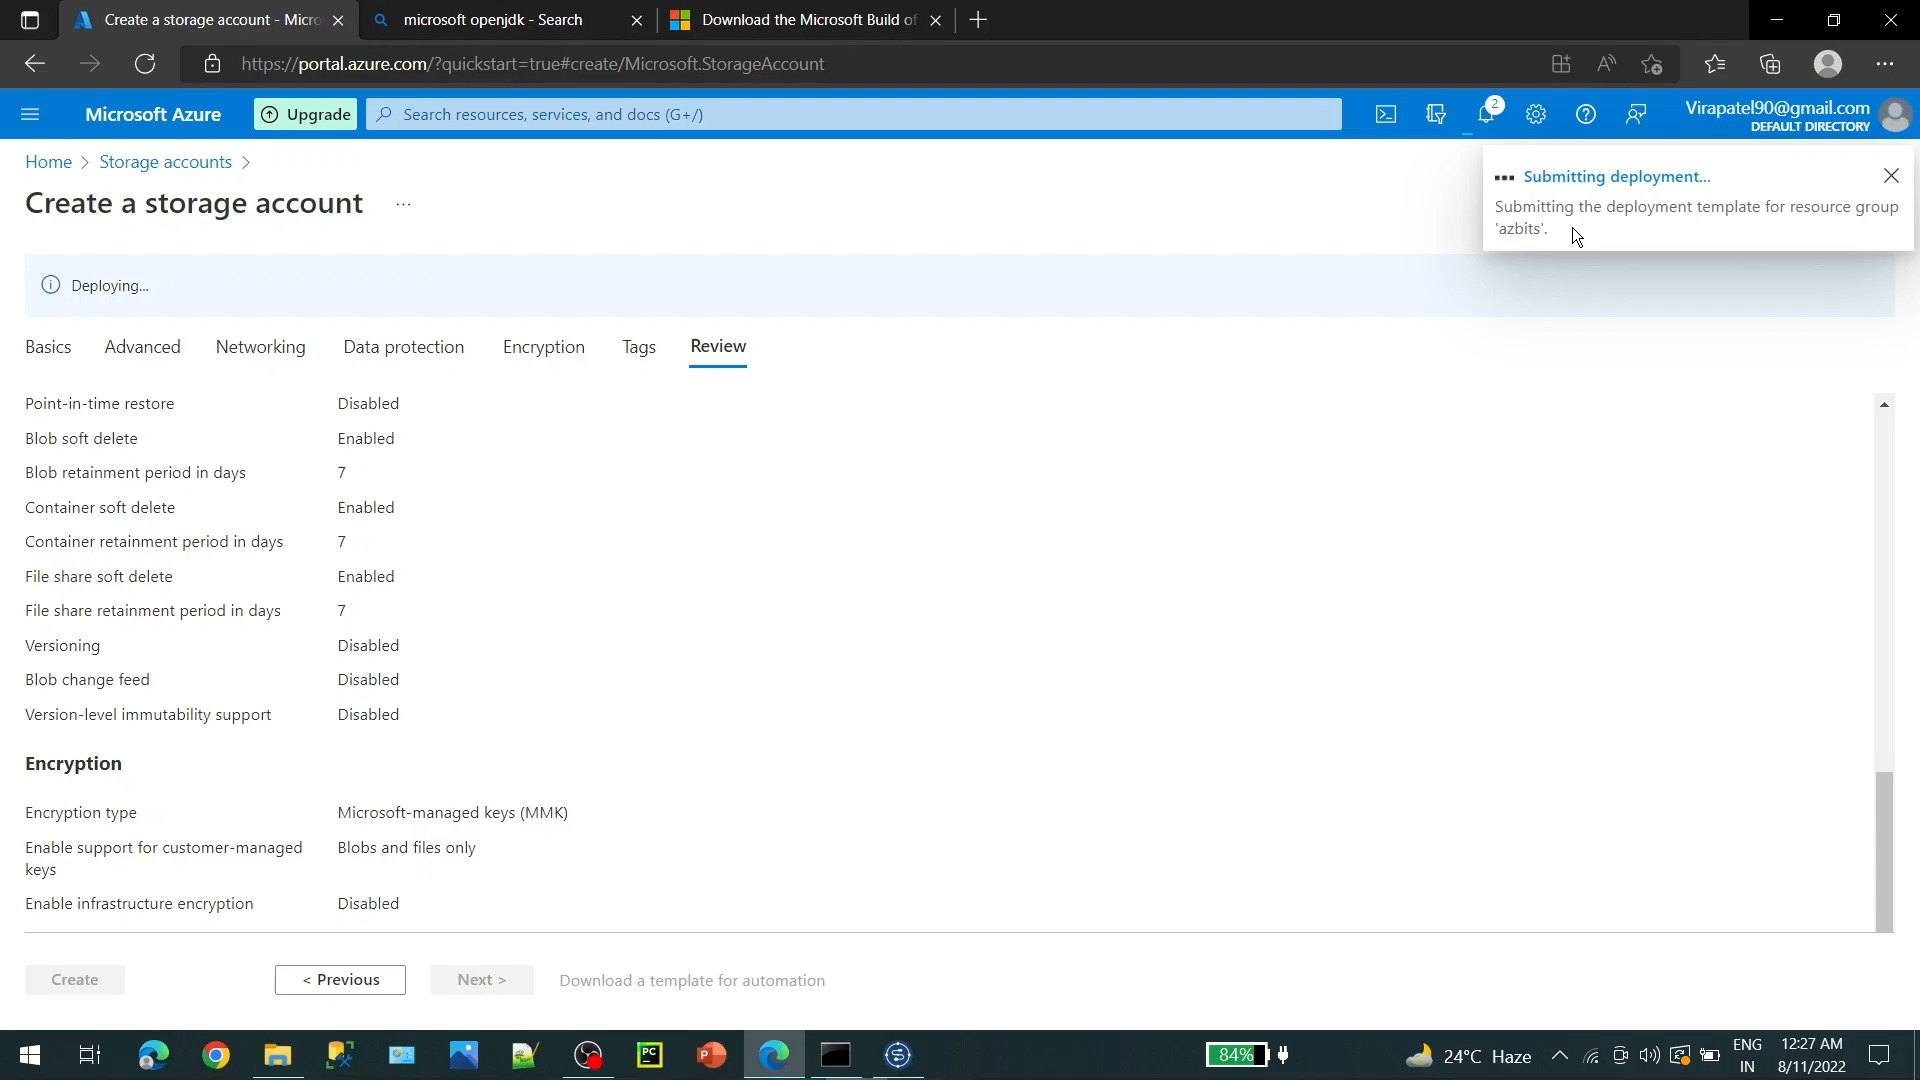 Create a storage account - Micro
microsoft openjdk - Search
Download the Microsoft Build of
https://portal.azure.com/?quickstart=true#create/Microsoft.StorageAccount
Microsoft Azure
Upgrade
Search resources, services, and docs (G+/)
2
Virapatel90@gmail.com
DEFAULT DIRECTORY
Home > Storage accounts >
Create a storage account ...
Submitting deployment...
Submitting the deployment template for resource group
'azbits'.
Deploying...
Basics Advanced Networking Data protection Encryption Tags Review
Point-in-time restore Disabled
Blob soft delete Enabled
Blob retainment period in days 7
Container soft delete Enabled
Container retainment period in days 7
File share soft delete Enabled
File share retainment period in days 7
Versioning Disabled
Blob change feed Disabled
Version-level immutability support Disabled
Encryption
Encryption type Microsoft-managed keys (MMK)
Enable support for customer-managed Blobs and files only
keys
Enable infrastructure encryption Disabled
Create < Previous Next > Download a template for automation
PC
P
84%
24°C Haze
ENG
IN
12:27 AM
8/11/2022